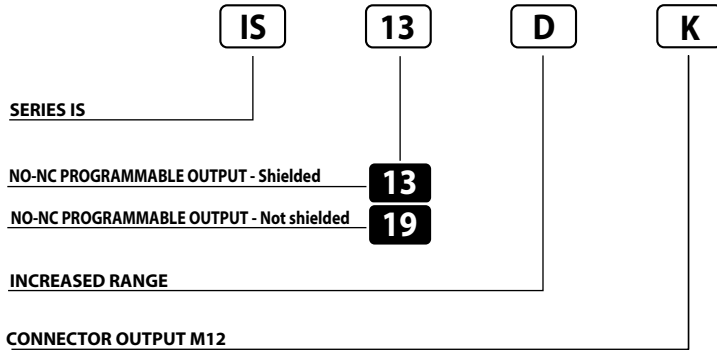 IS 13 D K
SERIES IS
NO-NC PROGRAMMABLE OUTPUT - Shielded 13
NO-NC PROGRAMMABLE OUTPUT - Not shielded 19
INCREASED RANGE
CONNECTOR OUTPUT M12